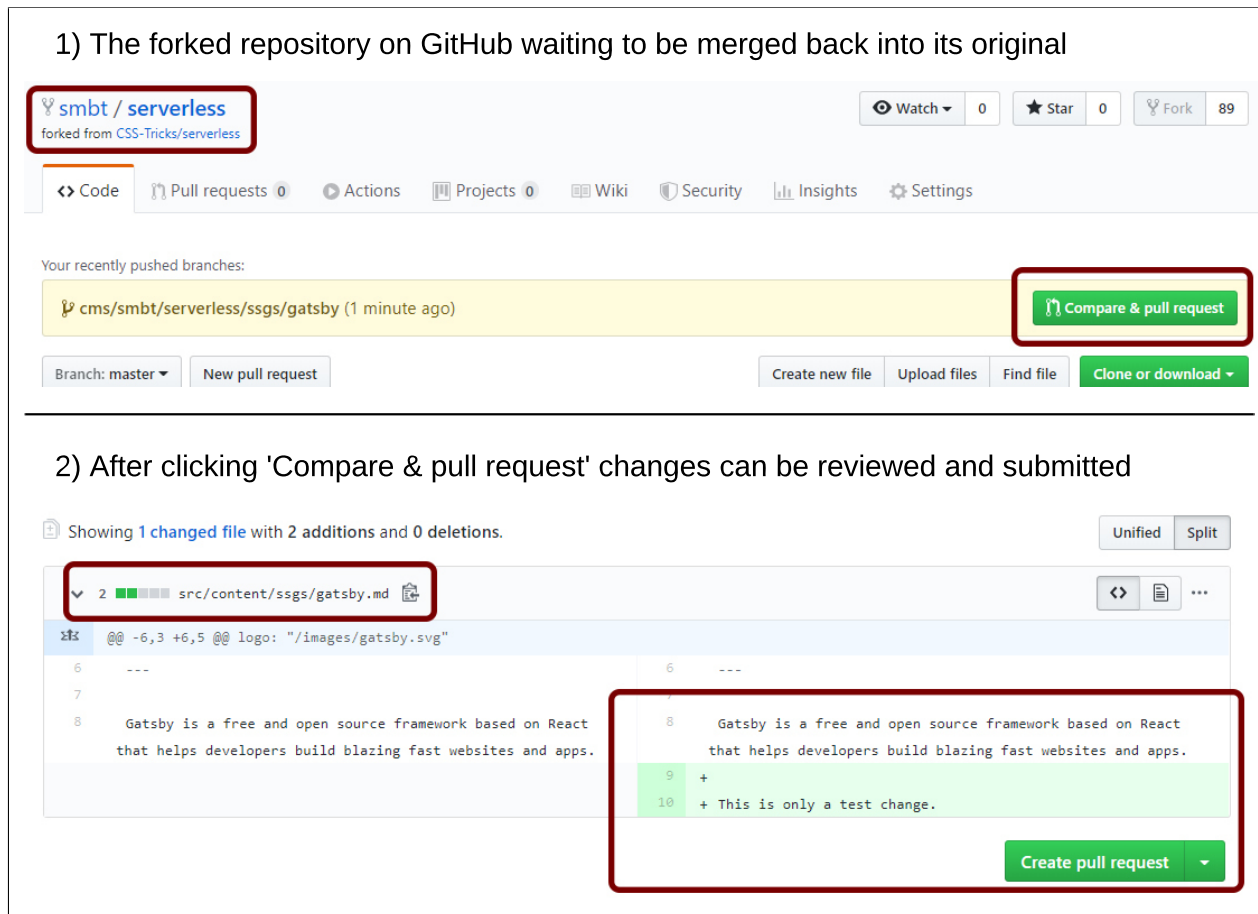 1) The forked repository on GitHub waiting to be merged back into its original
smbt / serverless
forked from CSS-Tricks/serverless
Watch 0 Star 0 Fork 89
Code Pull requests 0 Actions Projects 0 Wiki Security Insights Settings
Your recently pushed branches:
cms/smbt/serverless/ssgs/gatsby (1 minute ago)
Compare & pull request
Branch: master New pull request Create new file Upload files Find file Clone or download
2) After clicking 'Compare & pull request' changes can be reviewed and submitted
Showing 1 changed file with 2 additions and 0 deletions.
Unified Split
2 src/content/ssgs/gatsby.md
@@ -6,3 +6,5 @@ logo: "/images/gatsby.svg"
6 --- 6 ---
7 7
8 Gatsby is a free and open source framework based on React 8 Gatsby is a free and open source framework based on React
that helps developers build blazing fast websites and apps. that helps developers build blazing fast websites and apps.
9 +
10 + This is only a test change.
Create pull request